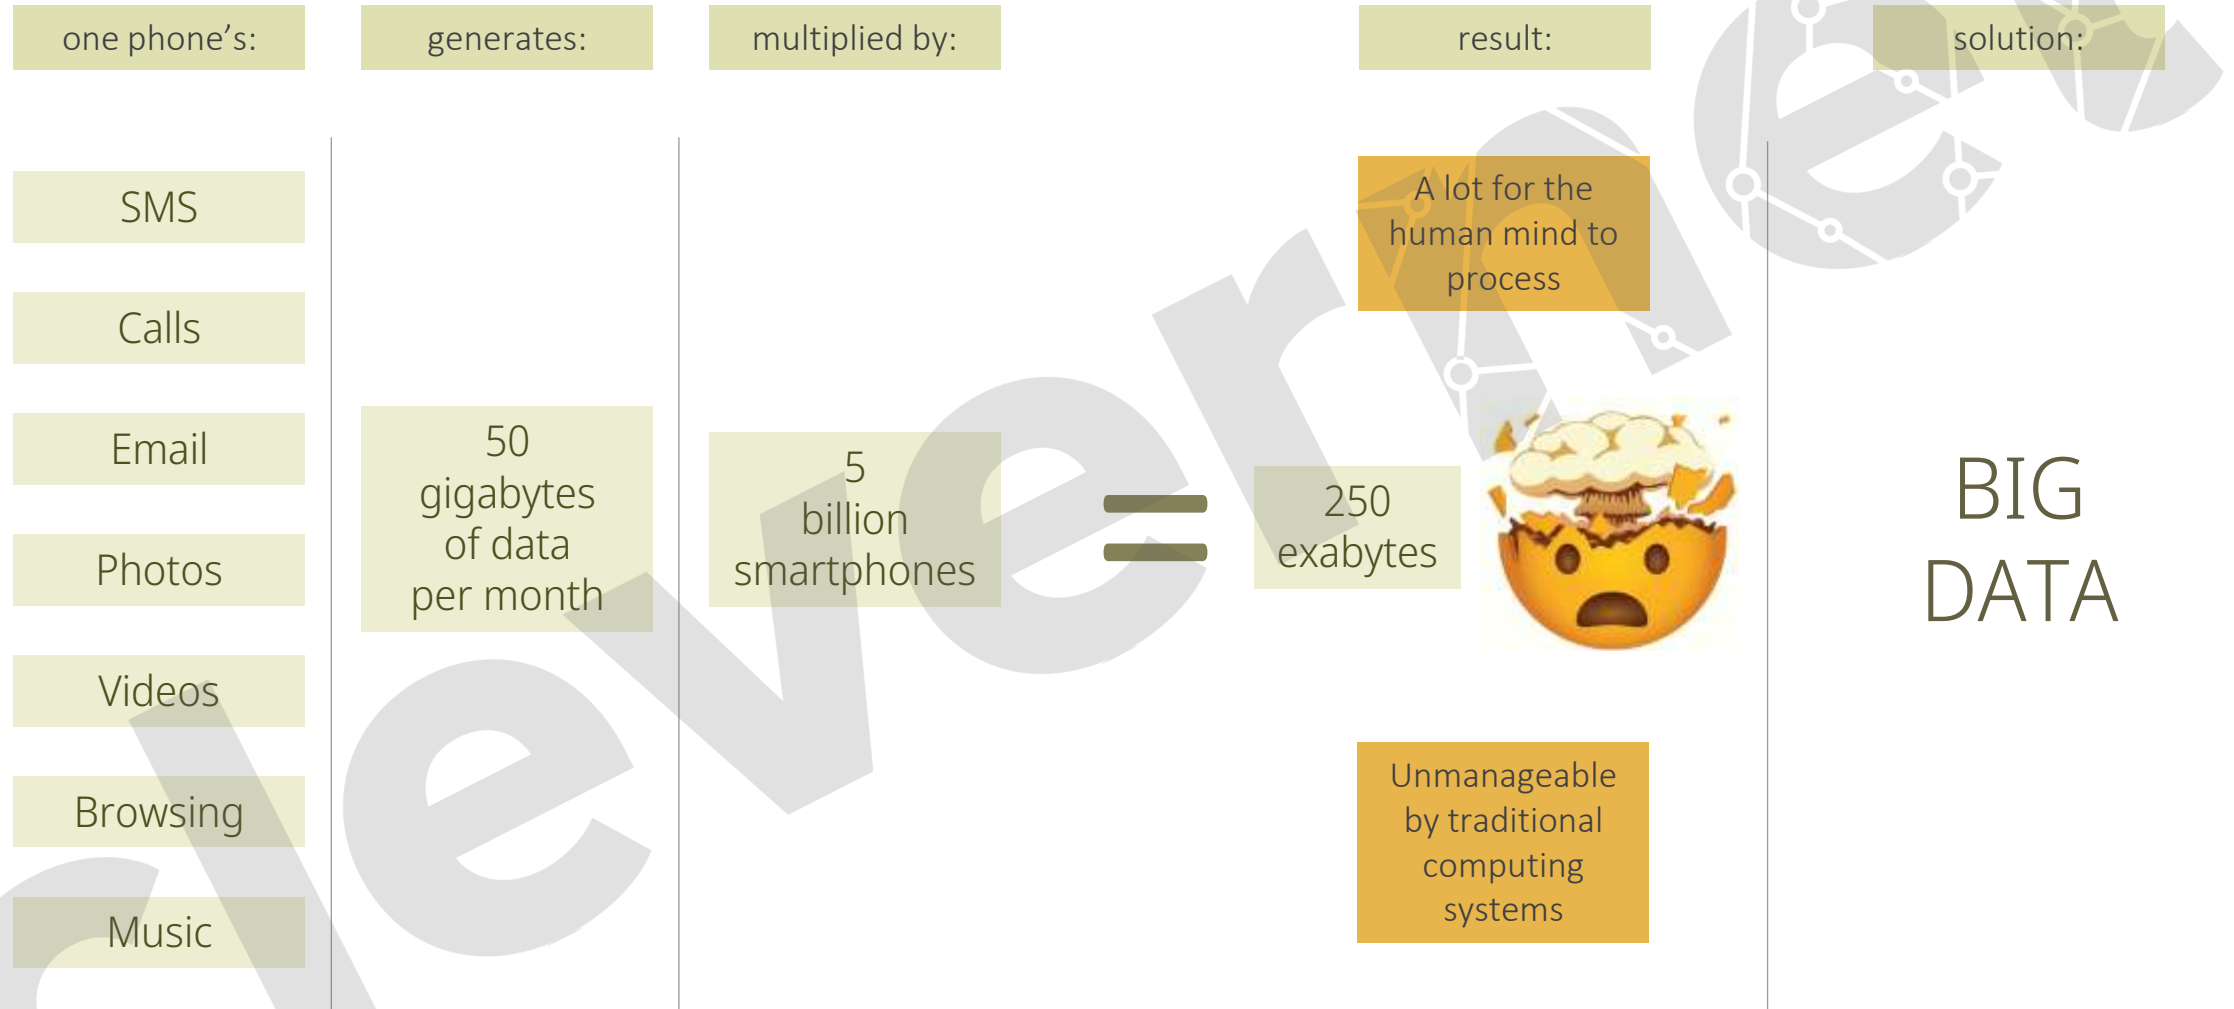 one phone’s:
generates:
multiplied by:
result:
solution:
SMS
Calls
Email
Photos
Videos
Browsing
Music
50
gigabytes
of data
per month
5
billion
smartphones
=
250
exabytes
A lot for the
human mind to
process
Unmanageable
by traditional
computing
systems
BIG
DATA